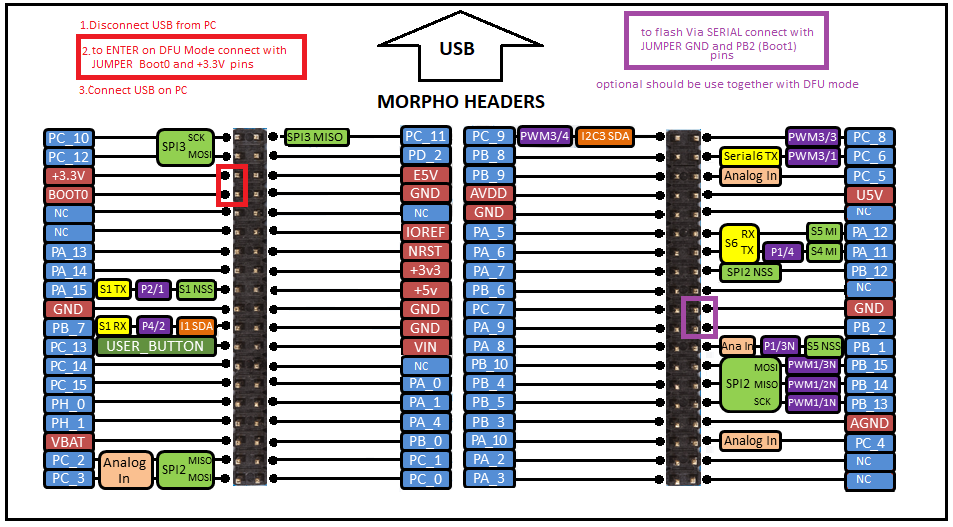 1.Disconnect USB from PC
2. to ENTER on DFU Mode connect with
JUMPER Boot0 and +3.3V pins
3.Connect USB on PC
USB
MORPHO HEADERS
to flash Via SERIAL connect with
JUMPER GND and PB2 (Boot1)
pins
optional should be use together with DFU mode
PC_10 SPI3 SCK SPI3 MISO PC_11
PC_12 MOSI PD_2
+3.3V E5V
BOOT0 GND
NC NC
NC IOREF
PA_13 NRST
PA_14 +3v3
PA_15 S1 TX P2/1 S1 NSS +5v
GND GND
PB_7 S1 RX P4/2 I1 SDA GND
PC_13 USER_BUTTON VIN
PC_14 NC
PC_15 PA_0
PH_0 PA_1
PH_1 PA_4
VBAT PB_0
PC_2 Analog In SPI2 MISO PC_1
PC_3 MOSI PC_0
PC_9 PWM3/4 I2C3 SDA PWM3/3 PC_8
PB_8 Serial6 TX PWM3/1 PC_6
PB_9 Analog In PC_5
AVDD U5V
GND NC
PA_5 S6 RX S5 MI PA_12
PA_6 TX P1/4 S4 MI PA_11
PA_7 SPI2 NSS PB_12
PB_6 NC
PC_7 GND
PA_9 PB_2
PA_8 Ana In P1/3N S5 NSS PB_1
PB_10 SPI2 MOSI PWM1/3N PB_15
PB_4 MISO PWM1/2N PB_14
PB_5 SCK PWM1/1N PB_13
PB_3 AGND
PA_10 Analog In PC_4
PA_2 NC
PA_3 NC